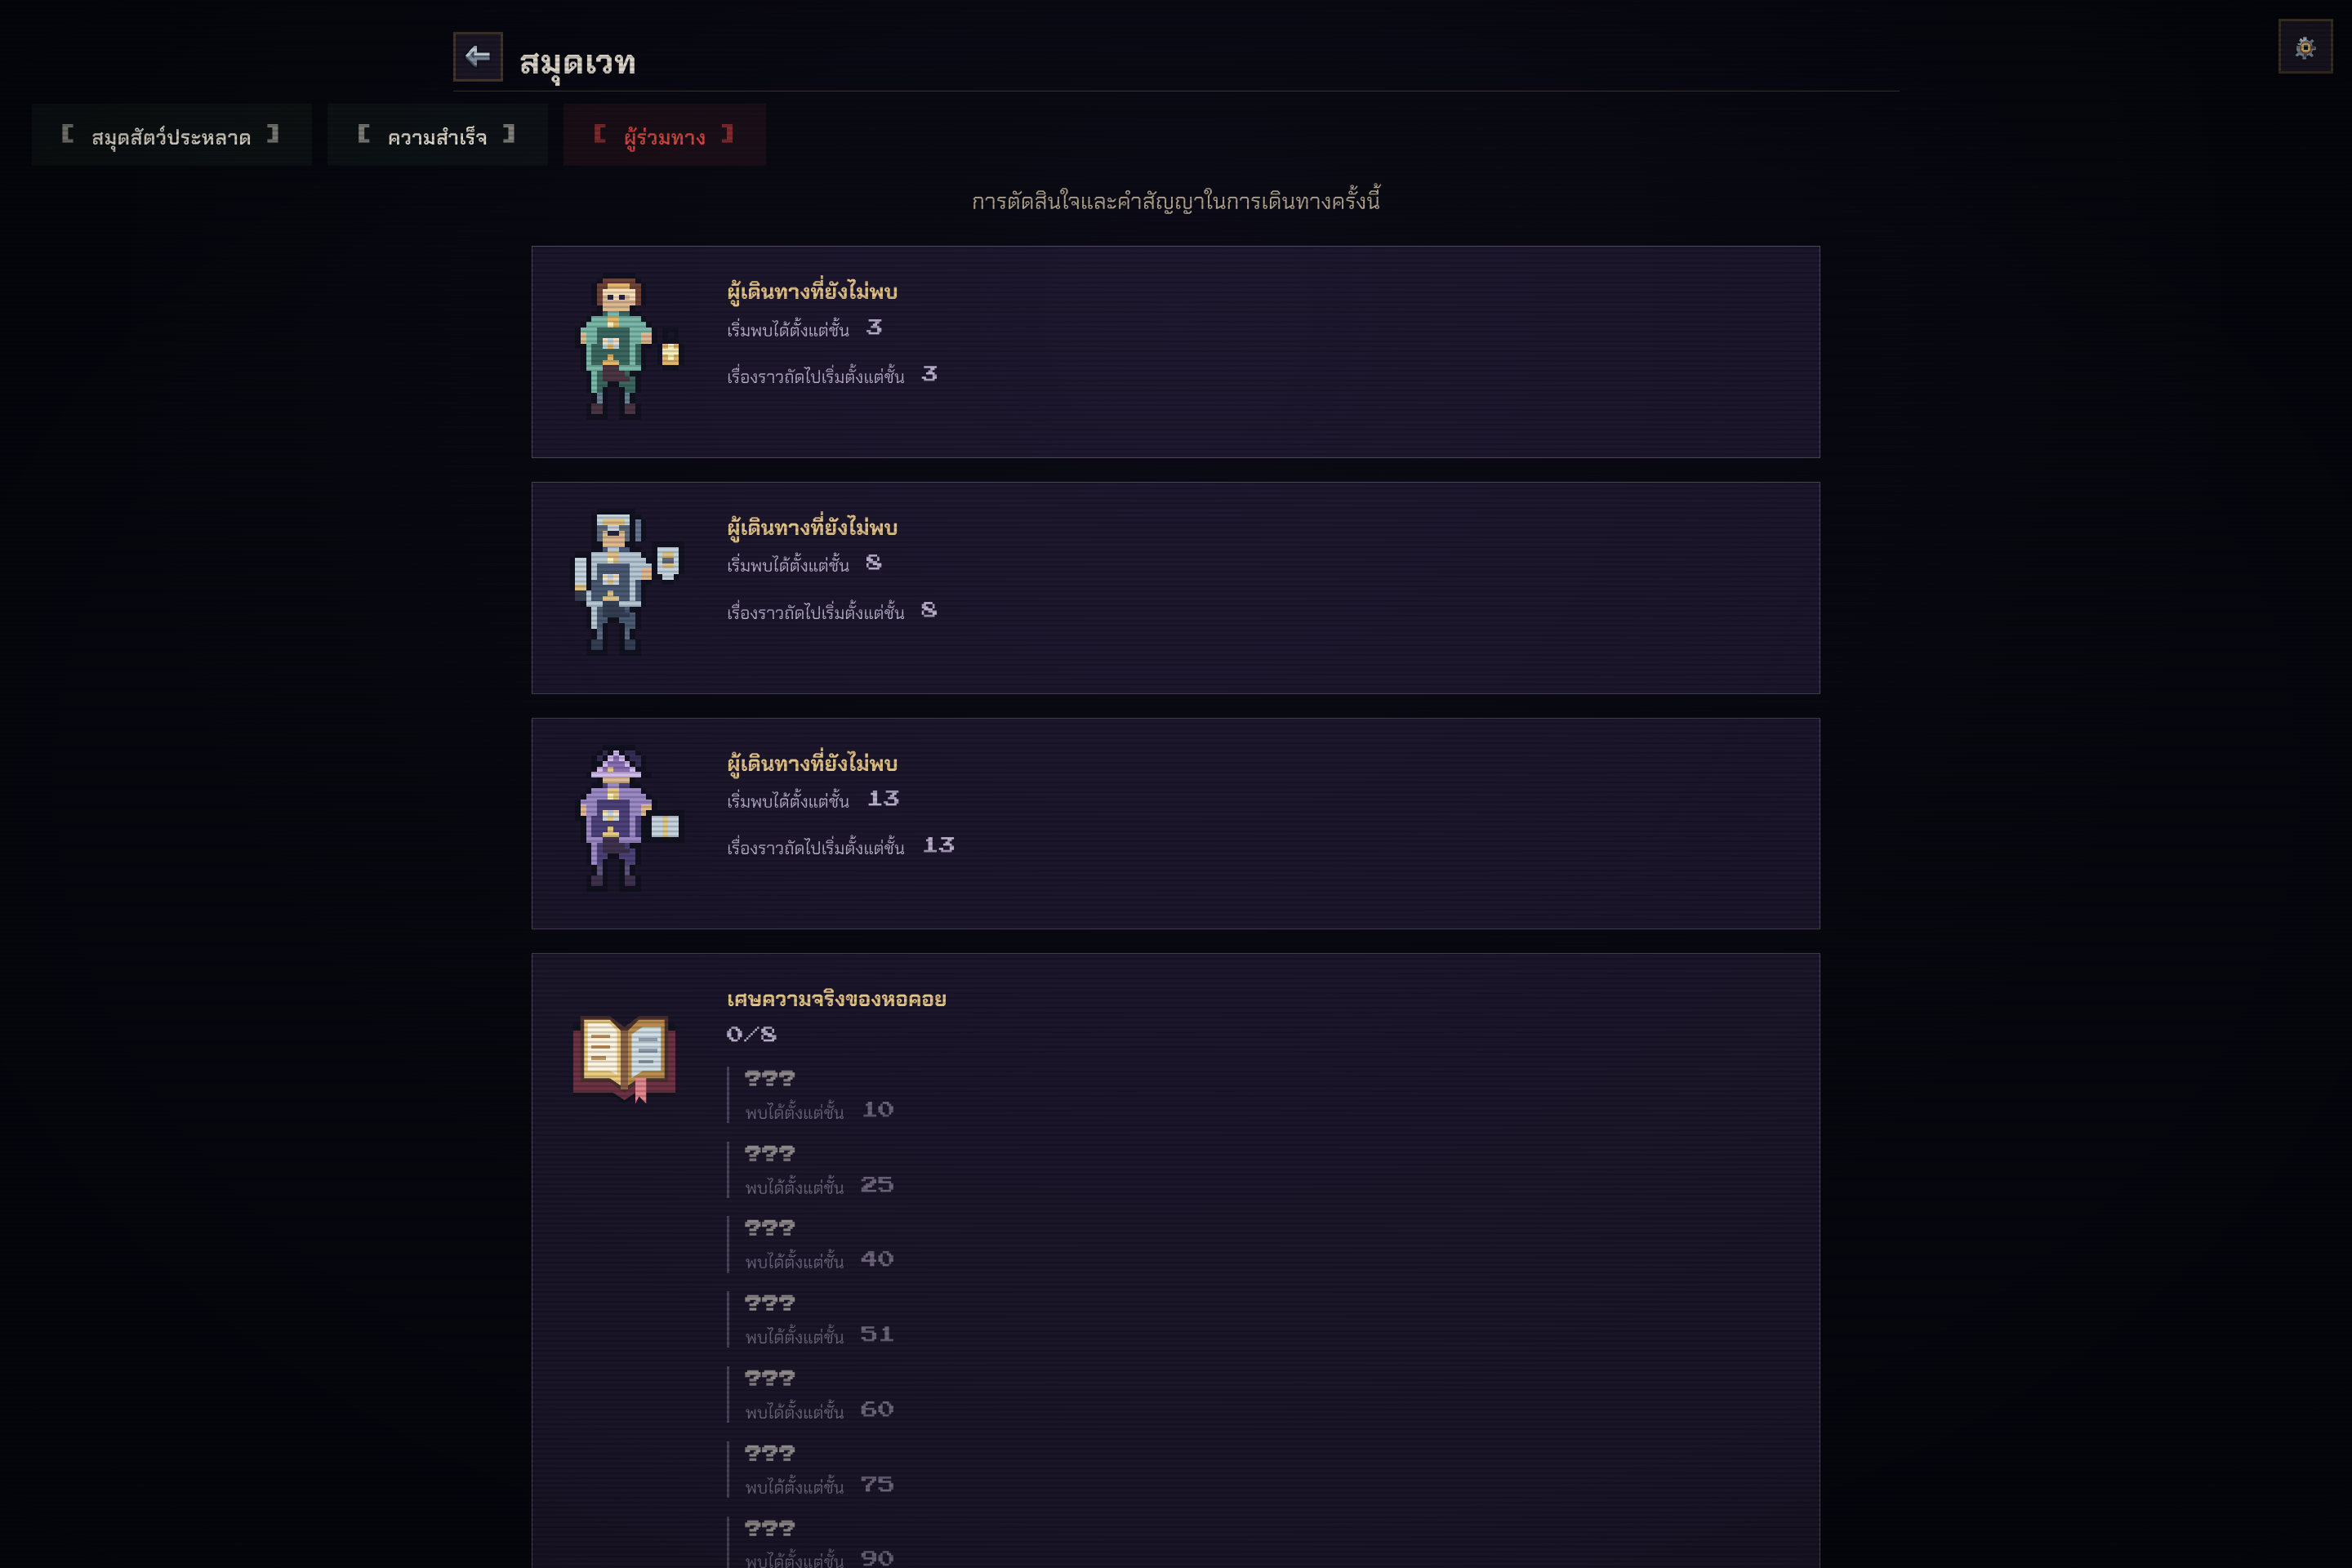 สมุดเวท
[ สมุดสัตว์ประหลาด ] [ ความสำเร็จ ] [ ผู้ร่วมทาง ]
การตัดสินใจและคำสัญญาในการเดินทางครั้งนี้
ผู้เดินทางที่ยังไม่พบ
เริ่มพบได้ตั้งแต่ชั้น 3
เรื่องราวถัดไปเริ่มตั้งแต่ชั้น 3
ผู้เดินทางที่ยังไม่พบ
เริ่มพบได้ตั้งแต่ชั้น 8
เรื่องราวถัดไปเริ่มตั้งแต่ชั้น 8
ผู้เดินทางที่ยังไม่พบ
เริ่มพบได้ตั้งแต่ชั้น 13
เรื่องราวถัดไปเริ่มตั้งแต่ชั้น 13
เศษความจริงของหอคอย
0/8
???
พบได้ตั้งแต่ชั้น 10
???
พบได้ตั้งแต่ชั้น 25
???
พบได้ตั้งแต่ชั้น 40
???
พบได้ตั้งแต่ชั้น 51
???
พบได้ตั้งแต่ชั้น 60
???
พบได้ตั้งแต่ชั้น 75
???
พบได้ตั้งแต่ชั้น 90